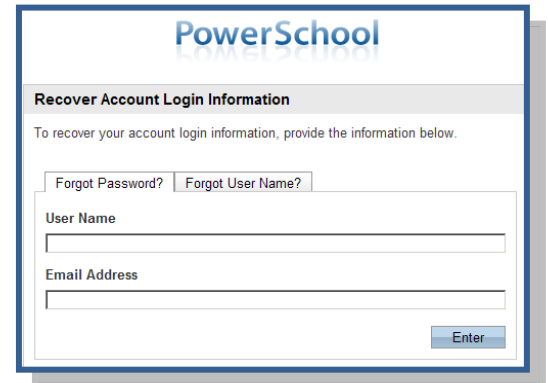 PowerSchool
Recover Account Login Information
To recover your account login information, provide the information below.
Forgot Password? Forgot User Name?
User Name
Email Address
Enter